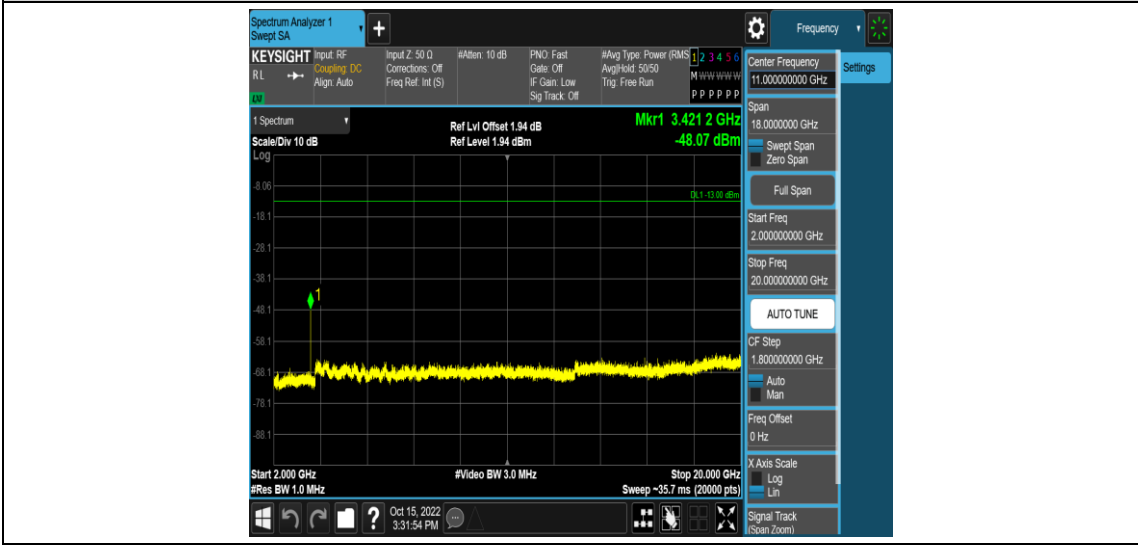 Spectrum Analyzer 1
Swept SA
Frequency
KEYSIGHT
RL
Input: RF
Coupling: DC
Align: Auto
Input Z: 50 Ω
Corrections: Off
Freq Ref: Int (S)
#Atten: 10 dB
PNO: Fast
Gate: Off
IF Gain: Low
Sig Track: Off
#Avg Type: Power (RMS
Avg|Hold: 50/50
Trig: Free Run
1 2 3 4 5 6
M W W W W W
P P P P P P
1 Spectrum
Scale/Div 10 dB
Log
Ref Lvl Offset 1.94 dB
Ref Level 1.94 dBm
Mkr1 3.421 2 GHz
-48.07 dBm
DL1 -13.00 dBm
-8.06
-18.1
-28.1
-38.1
-48.1
-58.1
-68.1
-78.1
-88.1
1
Start 2.000 GHz
#Res BW 1.0 MHz
#Video BW 3.0 MHz
Stop 20.000 GHz
Sweep ~35.7 ms (20000 pts)
Oct 15, 2022
3:31:54 PM
Center Frequency
11.000000000 GHz
Settings
Span
18.0000000 GHz
Swept Span
Zero Span
Full Span
Start Freq
2.000000000 GHz
Stop Freq
20.000000000 GHz
AUTO TUNE
CF Step
1.800000000 GHz
Auto
Man
Freq Offset
0 Hz
X Axis Scale
Log
Lin
Signal Track
(Span Zoom)